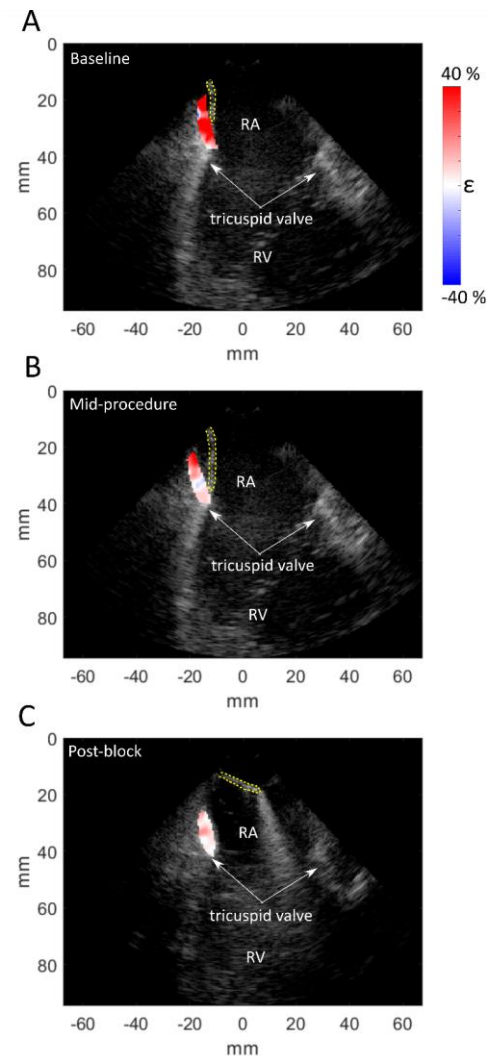 A
Baseline
0
20
40
60
80
mm
RA
tricuspid valve
RV
-60 -40 -20 0 20 40 60
mm
40 %
ε
-40 %
B
Mid-procedure
0
20
40
60
80
mm
RA
tricuspid valve
RV
-60 -40 -20 0 20 40 60
mm
C
Post-block
0
20
40
60
80
mm
RA
tricuspid valve
RV
-60 -40 -20 0 20 40 60
mm